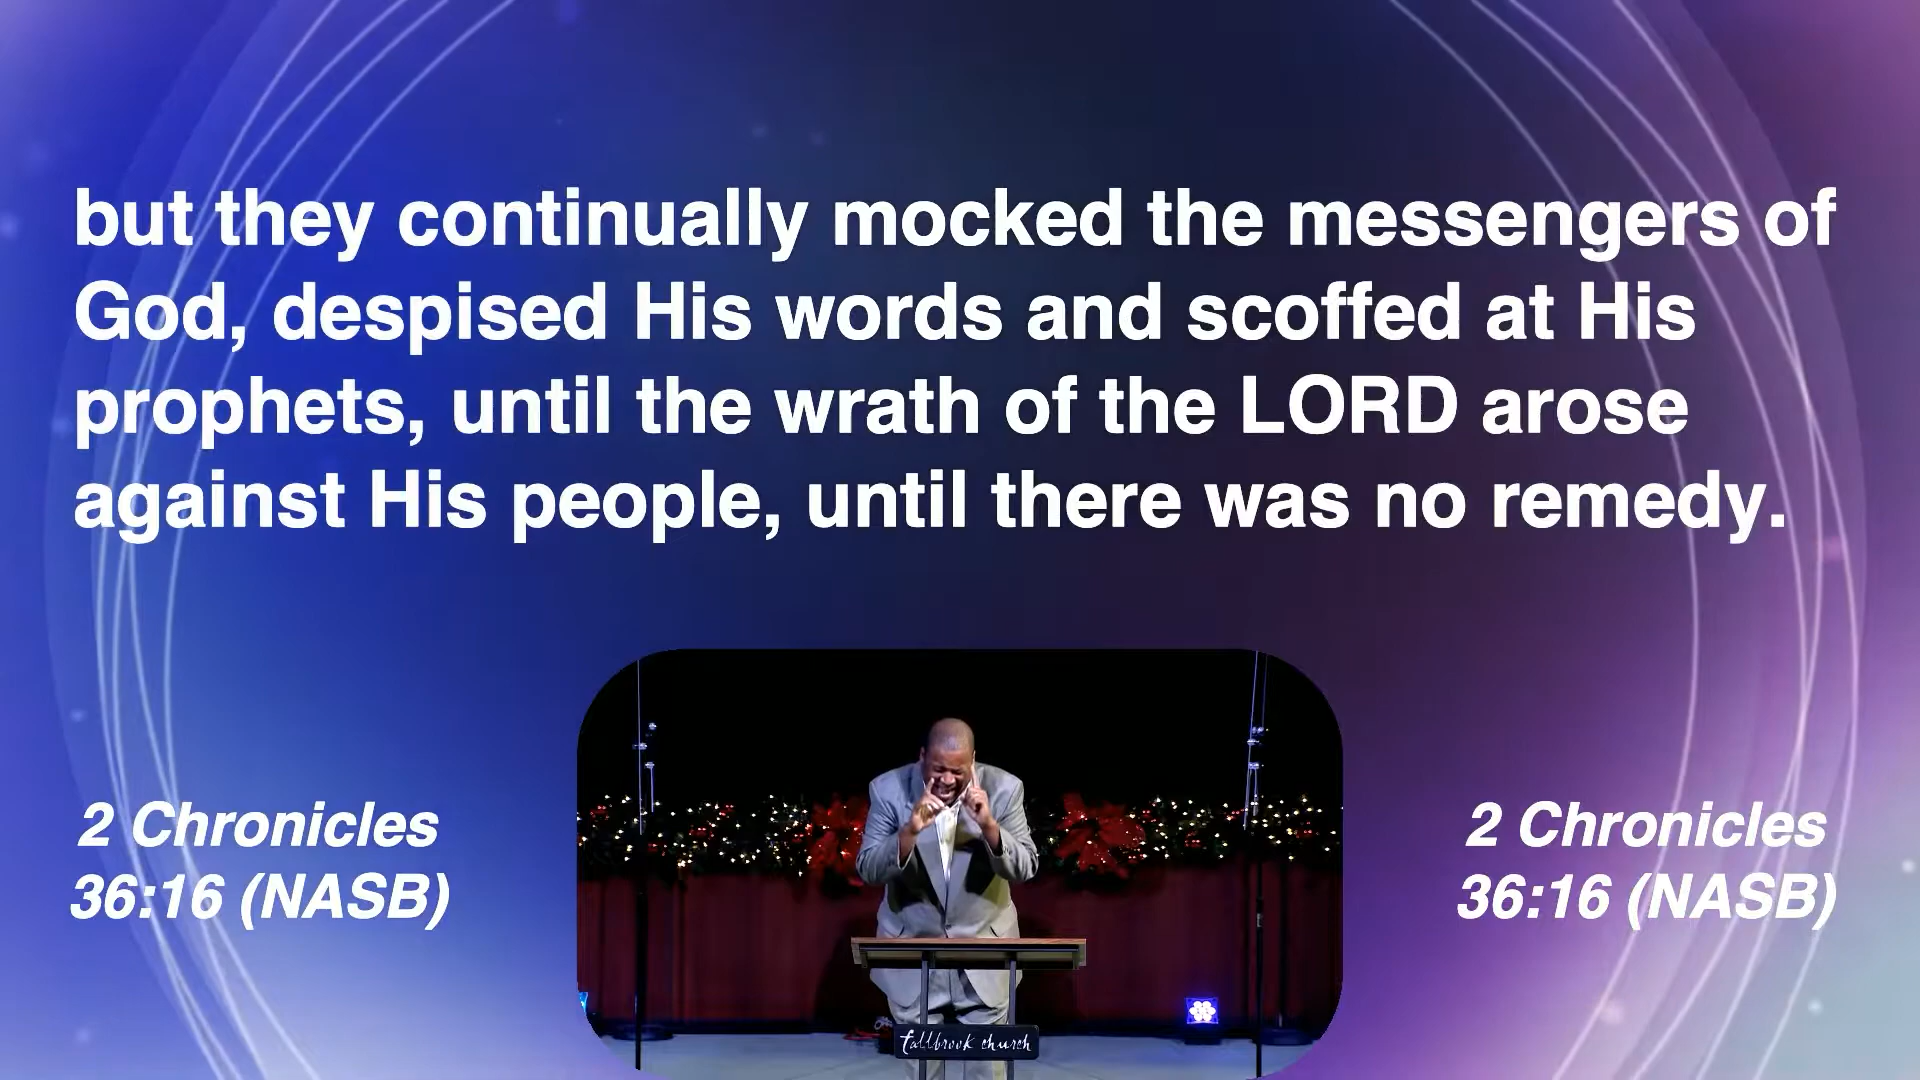 but they continually mocked the messengers of
God, despised His words and scoffed at His
prophets, until the wrath of the LORD arose
against His people, until there was no remedy.
2 Chronicles
36:16 (NASB)
2 Chronicles
36:16 (NASB)
fallbrook church